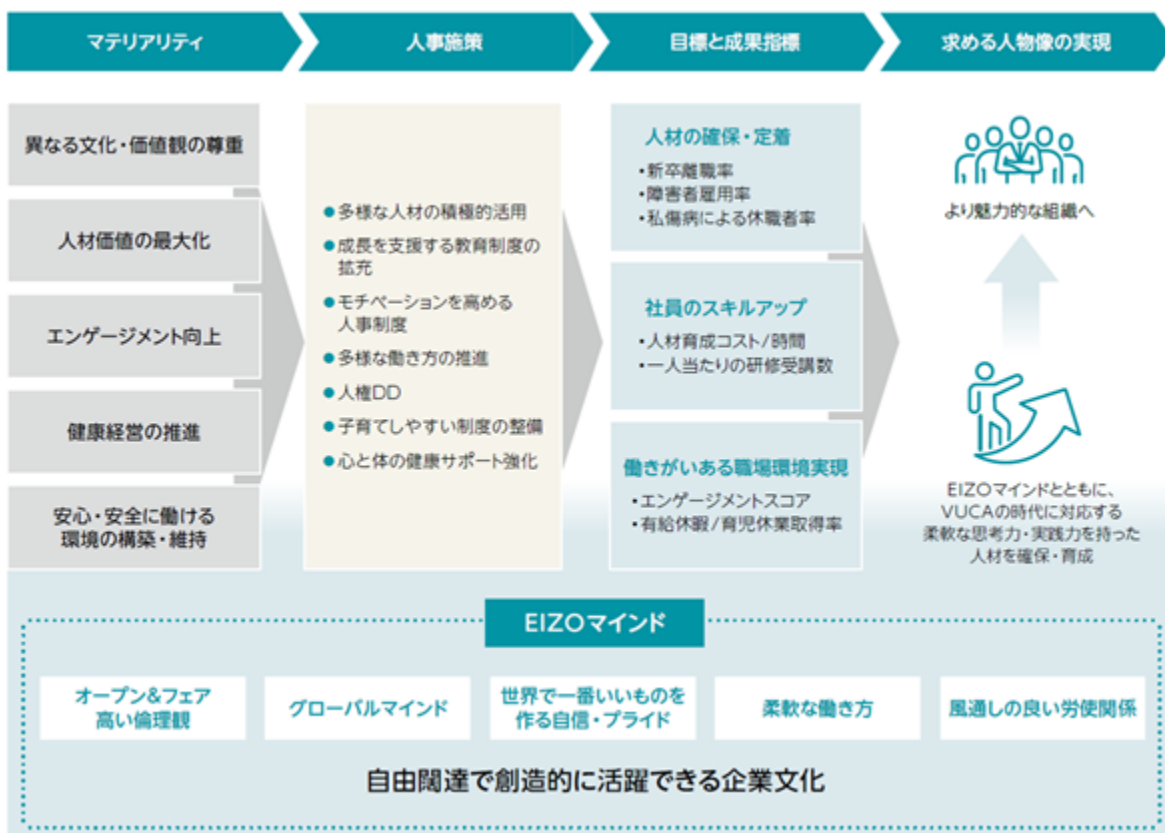 マテリアリティ
人事施策
目標と成果指標
求める人物像の実現
異なる文化・価値観の尊重
人材価値の最大化
エンゲージメント向上
健康経営の推進
安心・安全に働ける
環境の構築・維持
●多様な人材の積極的活用
●成長を支援する教育制度の
拡充
●モチベーションを高める
人事制度
●多様な働き方の推進
●人権DD
●子育てしやすい制度の整備
●心と体の健康サポート強化
人材の確保・定着
・新卒離職率
・障害者雇用率
・私傷病による休職者率
社員のスキルアップ
・人材育成コスト/時間
・一人当たりの研修受講数
働きがいある職場環境実現
・エンゲージメントスコア
・有給休暇/育児休業取得率
より魅力的な組織へ
EIZOマインドとともに、
VUCAの時代に対応する
柔軟な思考力・実践力を持った
人材を確保・育成
EIZOマインド
オープン&フェア
高い倫理観
グローバルマインド
世界で一番いいものを
作る自信・プライド
柔軟な働き方
風通しの良い労使関係
自由闊達で創造的に活躍できる企業文化